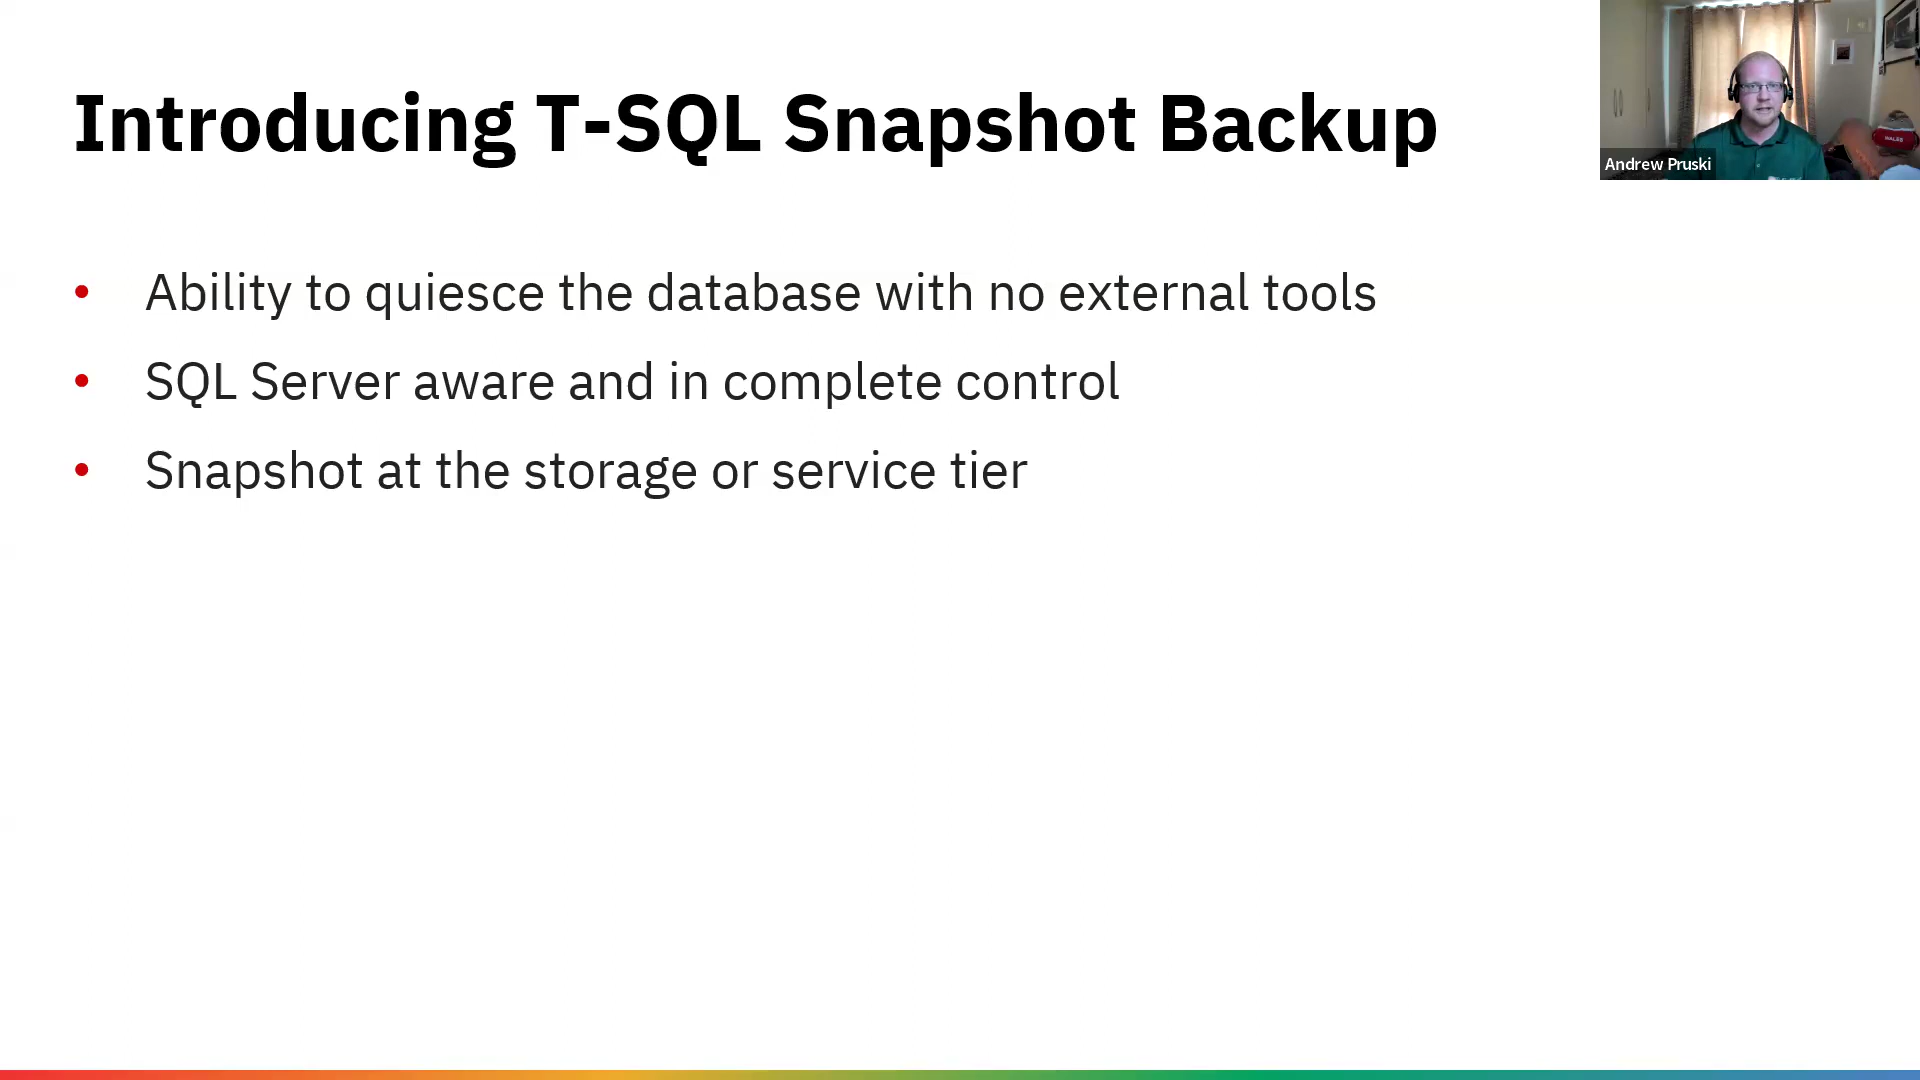 Introducing T-SQL Snapshot Backup
• Ability to quiesce the database with no external tools
• SQL Server aware and in complete control
• Snapshot at the storage or service tier
Andrew Pruski
WALES